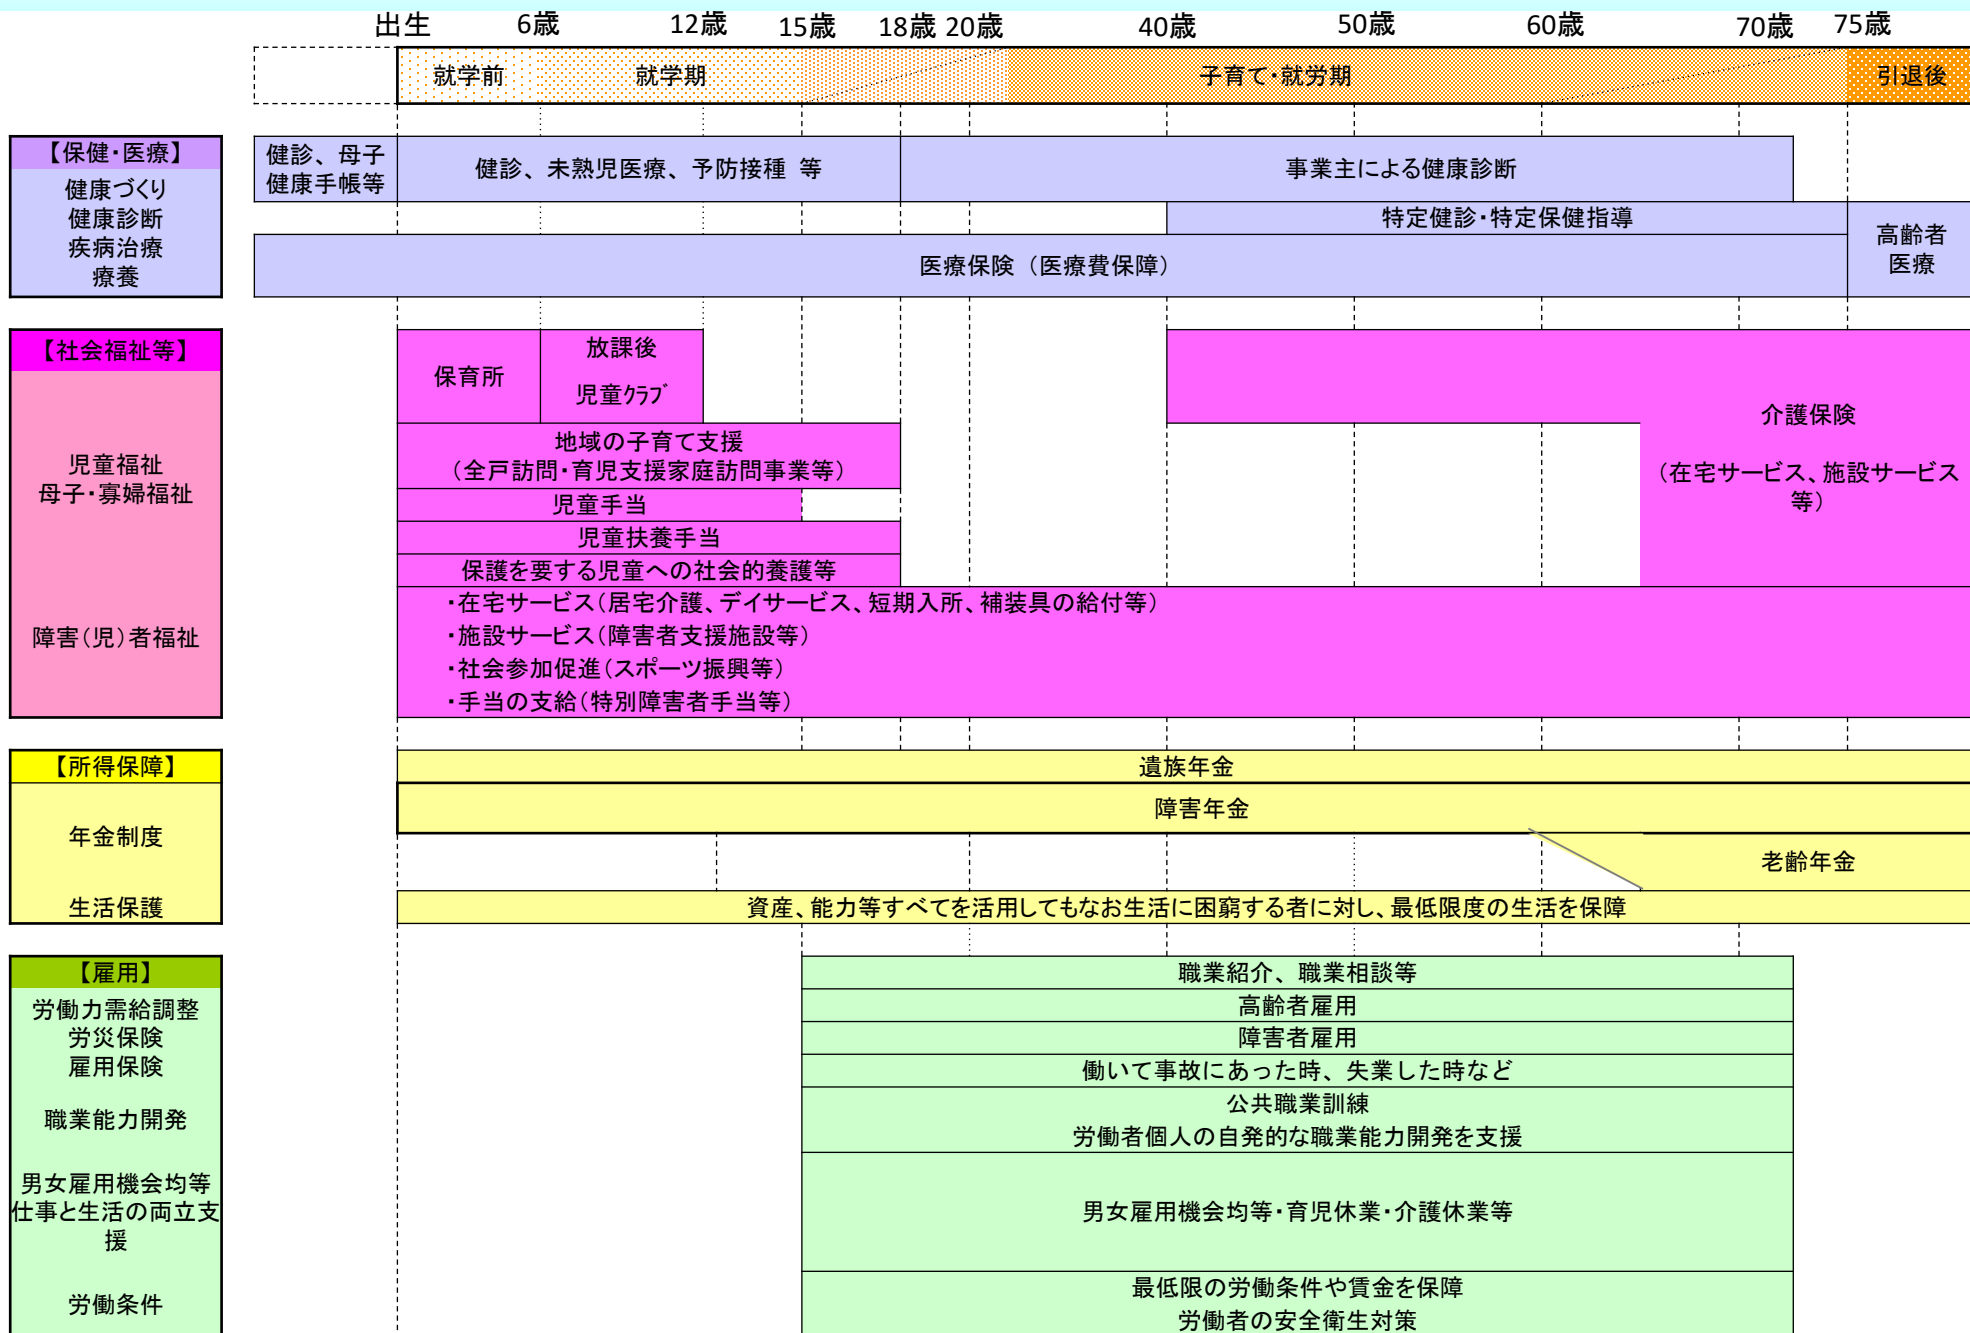 出生 6歳 12歳 15歳 18歳 20歳 40歳 50歳 60歳 70歳 75歳
就学前 就学期 子育て・就労期 引退後
【保健・医療】
健康づくり
健康診断
疾病治療
療養
健診、母子
健康手帳等
健診、未熟児医療、予防接種 等
事業主による健康診断
特定健診・特定保健指導
高齢者
医療
医療保険（医療費保障）
【社会福祉等】
児童福祉
母子・寡婦福祉
障害（児）者福祉
保育所
放課後
児童ｸﾗﾌﾞ
地域の子育て支援
（全戸訪問・育児支援家庭訪問事業等）
児童手当
児童扶養手当
保護を要する児童への社会的養護等
介護保険
（在宅サービス、施設サービス
等）
・在宅サービス（居宅介護、デイサービス、短期入所、補装具の給付等）
・施設サービス（障害者支援施設等）
・社会参加促進（スポーツ振興等）
・手当の支給（特別障害者手当等）
【所得保障】
年金制度
生活保護
遺族年金
障害年金
老齢年金
資産、能力等すべてを活用してもなお生活に困窮する者に対し、最低限度の生活を保障
【雇用】
労働力需給調整
労災保険
雇用保険
職業能力開発
男女雇用機会均等
仕事と生活の両立支
援
労働条件
職業紹介、職業相談等
高齢者雇用
障害者雇用
働いて事故にあった時、失業した時など
公共職業訓練
労働者個人の自発的な職業能力開発を支援
男女雇用機会均等・育児休業・介護休業等
最低限の労働条件や賃金を保障
労働者の安全衛生対策